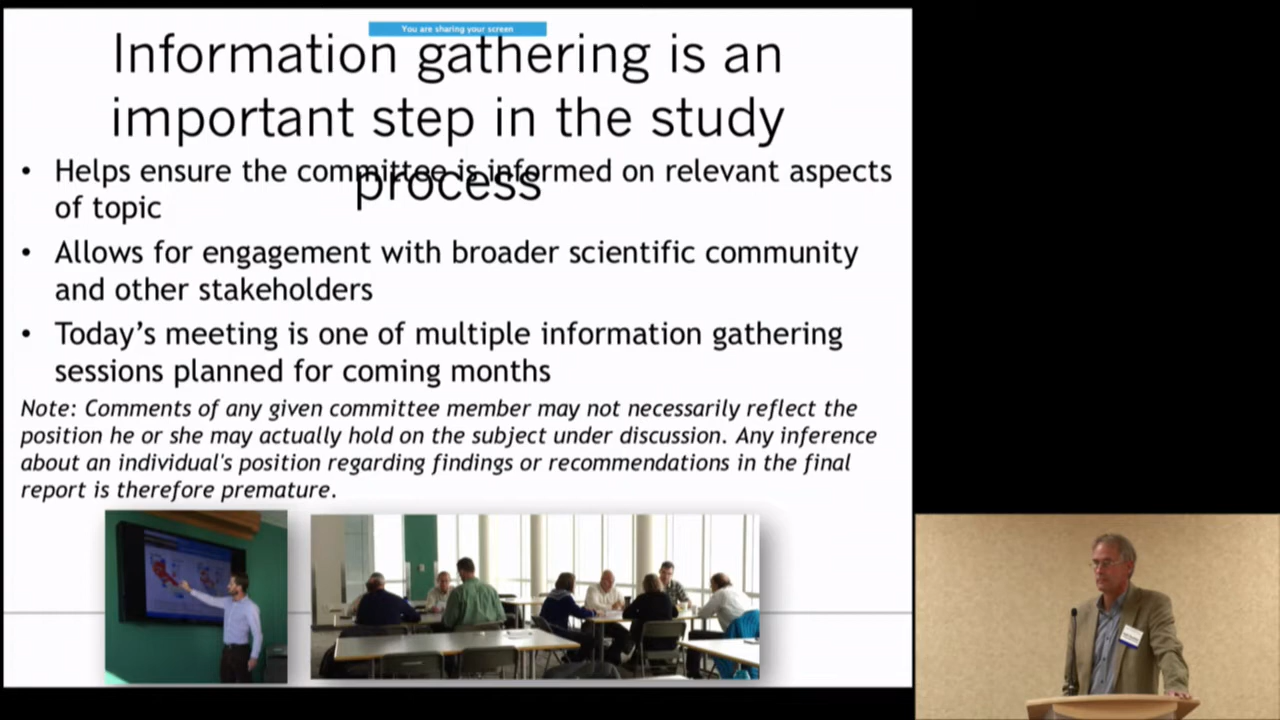 You are sharing your screen
Information gathering is an
important step in the study
process
• Helps ensure the committee is informed on relevant aspects
of topic
• Allows for engagement with broader scientific community
and other stakeholders
• Today’s meeting is one of multiple information gathering
sessions planned for coming months
Note: Comments of any given committee member may not necessarily reflect the
position he or she may actually hold on the subject under discussion. Any inference
about an individual's position regarding findings or recommendations in the final
report is therefore premature.